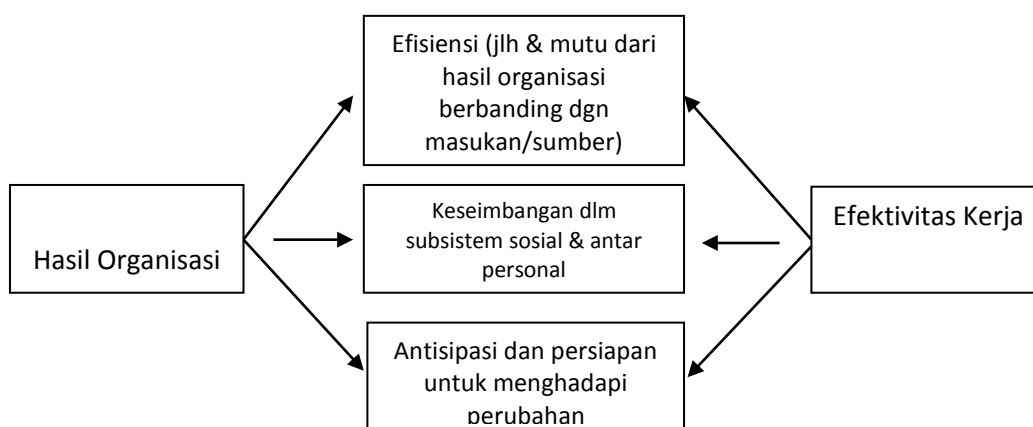 Efisiensi (jlh & mutu dari
hasil organisasi
berbanding dgn
masukan/sumber)
Hasil Organisasi
Keseimbangan dlm
subsistem sosial & antar
personal
Efektivitas Kerja
Antisipasi dan persiapan
untuk menghadapi
perubahan